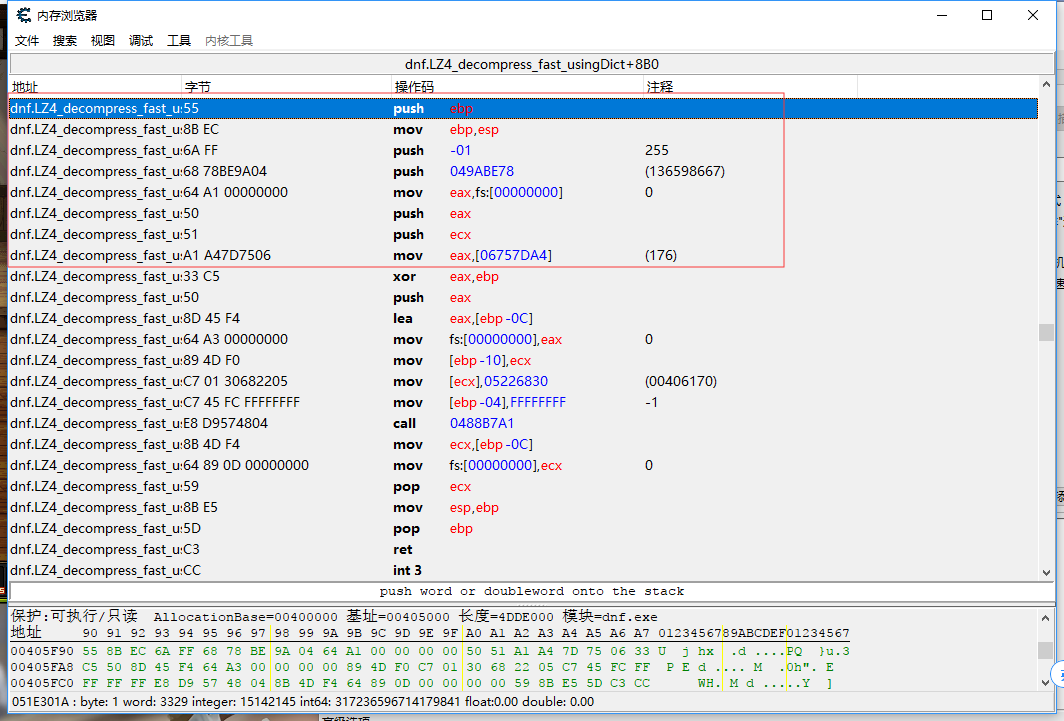 内存浏览器
文件 搜索 视图 调试 工具 内核工具
dnf.LZ4_decompress_fast_usingDict+8B0
地址 字节 操作码 注释
dnf.LZ4_decompress_fast_u:55 push ebp
dnf.LZ4_decompress_fast_u:8B EC mov ebp,esp
dnf.LZ4_decompress_fast_u:6A FF push -01 255
dnf.LZ4_decompress_fast_u:68 78BE9A04 push 049ABE78 (136598667)
dnf.LZ4_decompress_fast_u:64 A1 00000000 mov eax,fs:[00000000] 0
dnf.LZ4_decompress_fast_u:50 push eax
dnf.LZ4_decompress_fast_u:51 push ecx
dnf.LZ4_decompress_fast_u:A1 A47D7506 mov eax,[06757DA4] (176)
dnf.LZ4_decompress_fast_u:33 C5 xor eax,ebp
dnf.LZ4_decompress_fast_u:50 push eax
dnf.LZ4_decompress_fast_u:8D 45 F4 lea eax,[ebp-0C]
dnf.LZ4_decompress_fast_u:64 A3 00000000 mov fs:[00000000],eax 0
dnf.LZ4_decompress_fast_u:89 4D F0 mov [ebp-10],ecx
dnf.LZ4_decompress_fast_u:C7 01 30682205 mov [ecx],05226830 (00406170)
dnf.LZ4_decompress_fast_u:C7 45 FC FFFFFFFF mov [ebp-04],FFFFFFFF -1
dnf.LZ4_decompress_fast_u:E8 D9574804 call 0488B7A1
dnf.LZ4_decompress_fast_u:8B 4D F4 mov ecx,[ebp-0C]
dnf.LZ4_decompress_fast_u:64 89 0D 00000000 mov fs:[00000000],ecx 0
dnf.LZ4_decompress_fast_u:59 pop ecx
dnf.LZ4_decompress_fast_u:8B E5 mov esp,ebp
dnf.LZ4_decompress_fast_u:5D pop ebp
dnf.LZ4_decompress_fast_u:C3 ret
dnf.LZ4_decompress_fast_u:CC int 3
push word or doubleword onto the stack
保护:可执行/只读 AllocationBase=00400000 基址=00405000 长度=4DDE000 模块=dnf.exe
地址 90 91 92 93 94 95 96 97 98 99 9A 9B 9C 9D 9E 9F A0 A1 A2 A3 A4 A5 A6 A7 0123456789ABCDEF01234567
00405F90 55 8B EC 6A FF 68 78 BE 9A 04 64 A1 00 00 00 00 50 51 A1 A4 7D 75 06 33 U j hx .d ....PQ }u.3
00405FA8 C5 50 8D 45 F4 64 A3 00 00 00 00 89 4D F0 C7 01 30 68 22 05 C7 45 FC FF P E d .... M .0h". E
00405FC0 FF FF FF E8 D9 57 48 04 8B 4D F4 64 89 0D 00 00 00 00 59 8B E5 5D C3 CC WH. M d .....Y ]
051E301A : byte: 1 word: 3329 integer: 15142145 int64: 317236596714179841 float:0.00 double: 0.00